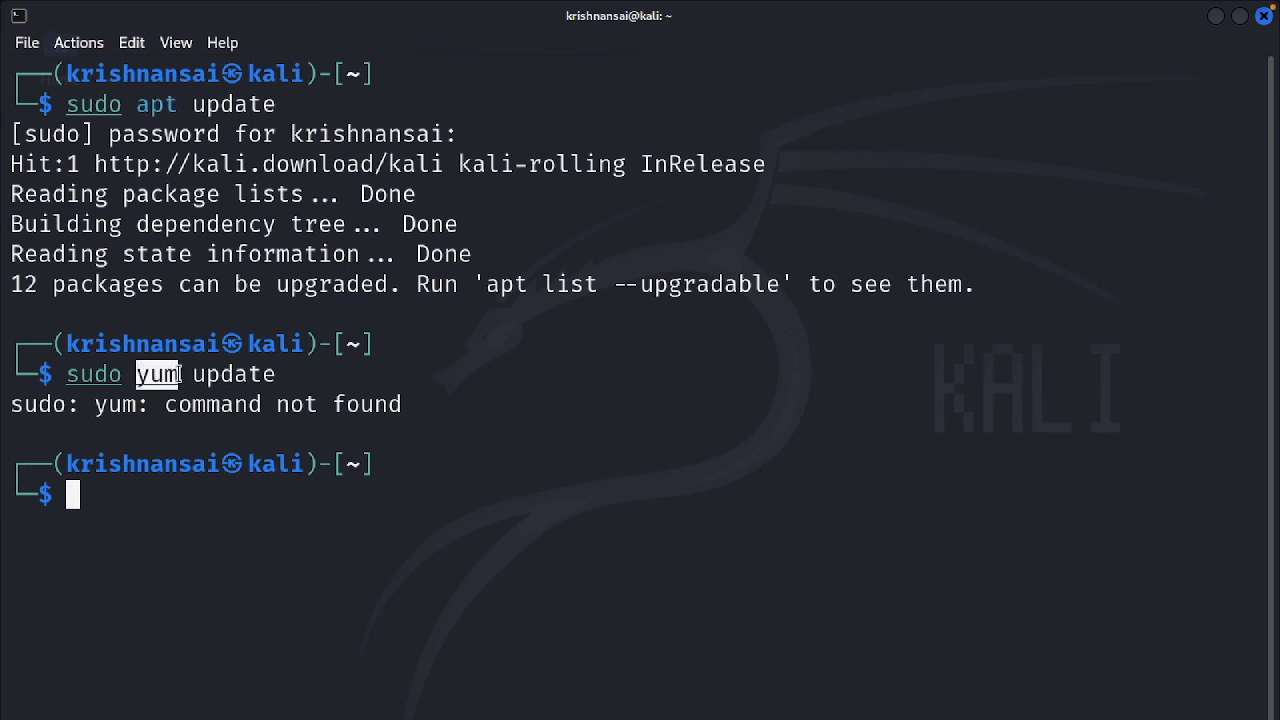 krishnansai@kali: ~
File Actions Edit View Help
┌──(krishnansai㉿kali)-[~]
└─$ sudo apt update
[sudo] password for krishnansai:
Hit:1 http://kali.download/kali kali-rolling InRelease
Reading package lists... Done
Building dependency tree... Done
Reading state information... Done
12 packages can be upgraded. Run 'apt list --upgradable' to see them.
┌──(krishnansai㉿kali)-[~]
└─$ sudo yum update
sudo: yum: command not found
┌──(krishnansai㉿kali)-[~]
└─$
KALI